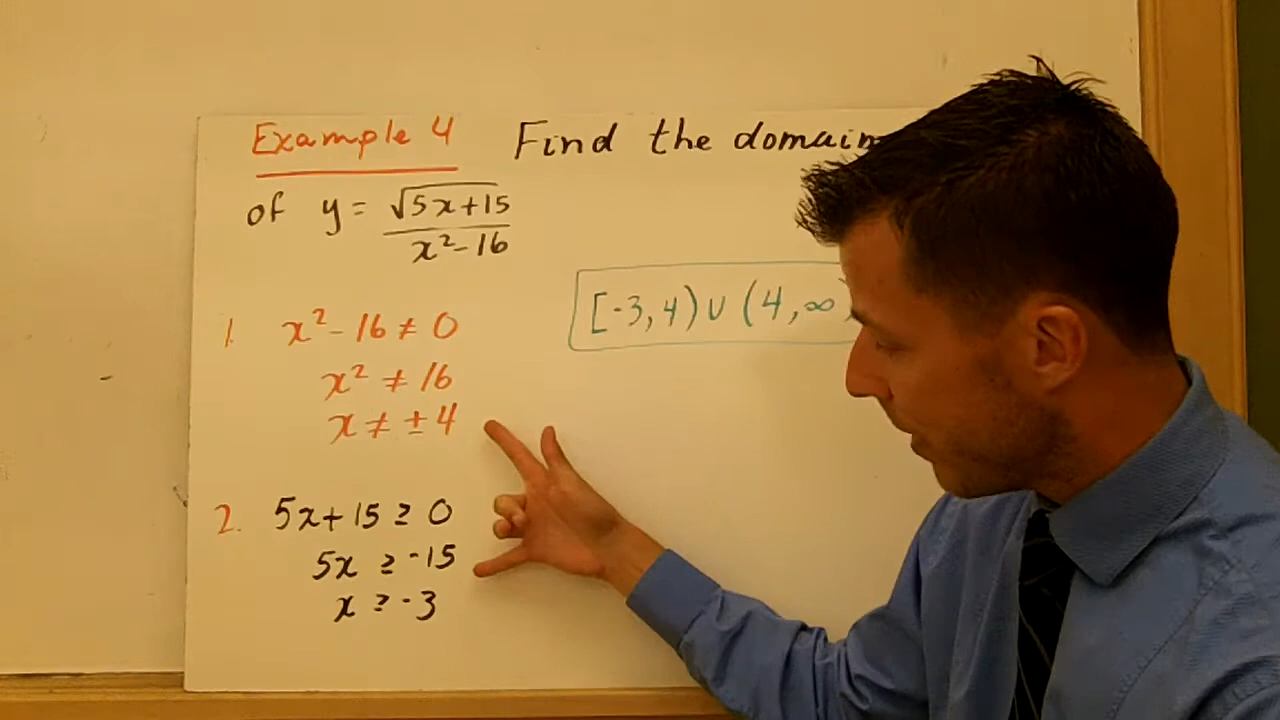 Example 4 Find the domain
of y = √5x+15 / x²-16
1. x² - 16 ≠ 0
x² ≠ 16
x ≠ ± 4
[-3,4) ∪ (4,∞
2. 5x+15 ≥ 0
5x ≥ -15
x ≥ -3